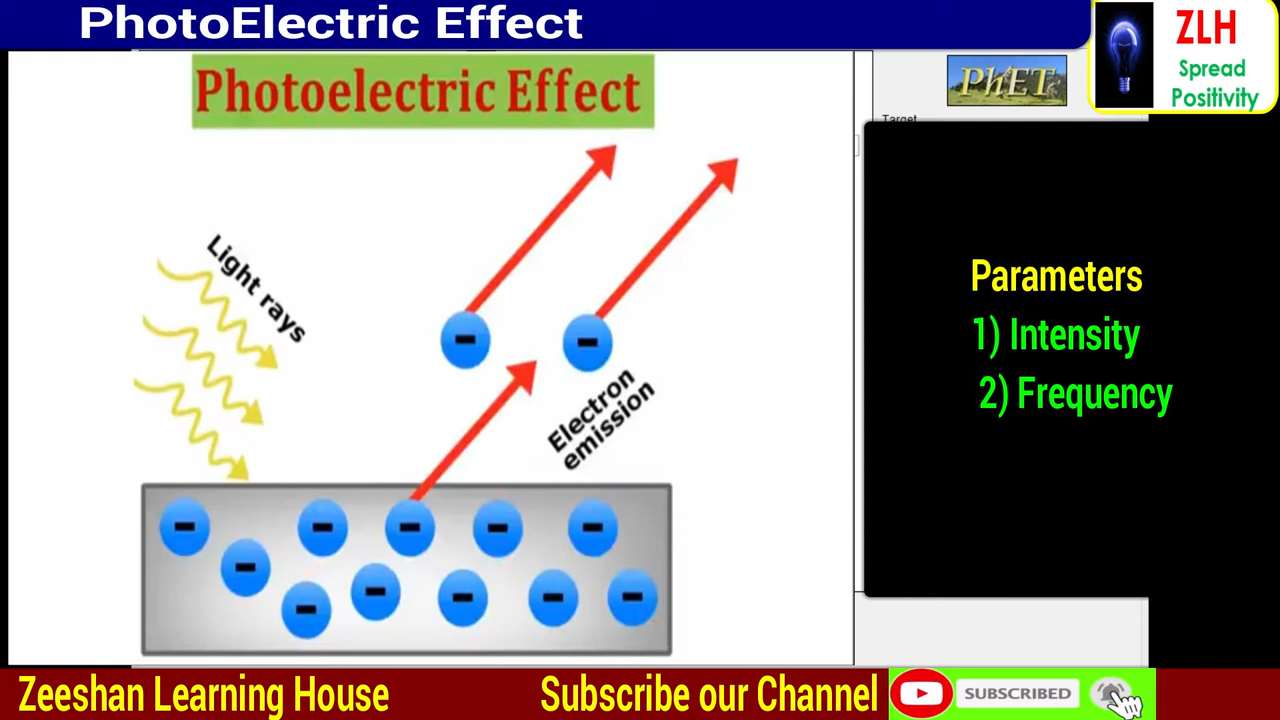 PhotoElectric Effect
ZLH
Spread
Positivity
Photoelectric Effect
PhET
Target
Light rays
Electron
emission
Parameters
1) Intensity
2) Frequency
Zeeshan Learning House
Subscribe our Channel
SUBSCRIBED